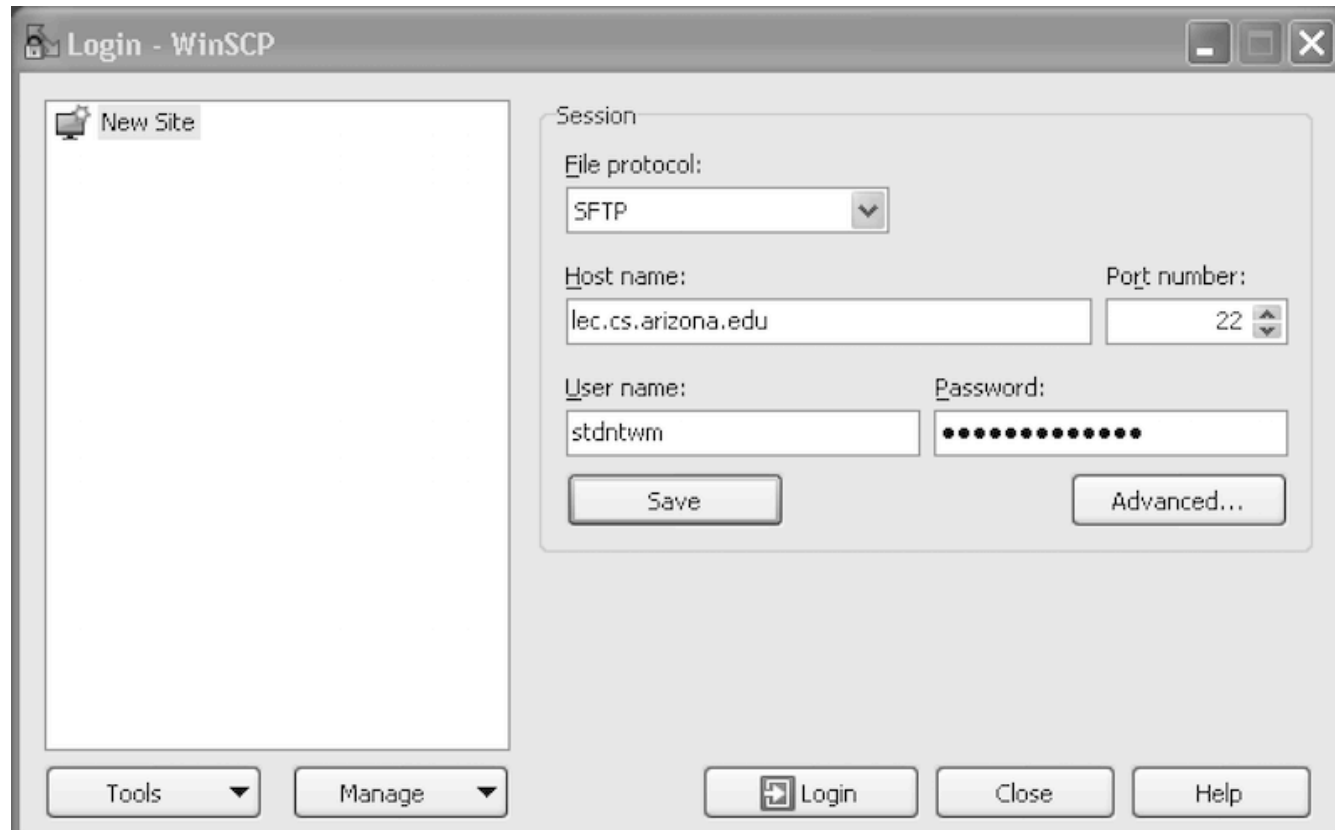 Login - WinSCP
New Site
Session
File protocol:
SFTP
Host name:
Port number:
lec.cs.arizona.edu
22
User name:
Password:
stdntwm
•••••••••••••
Save
Advanced...
Tools
Manage
Login
Close
Help